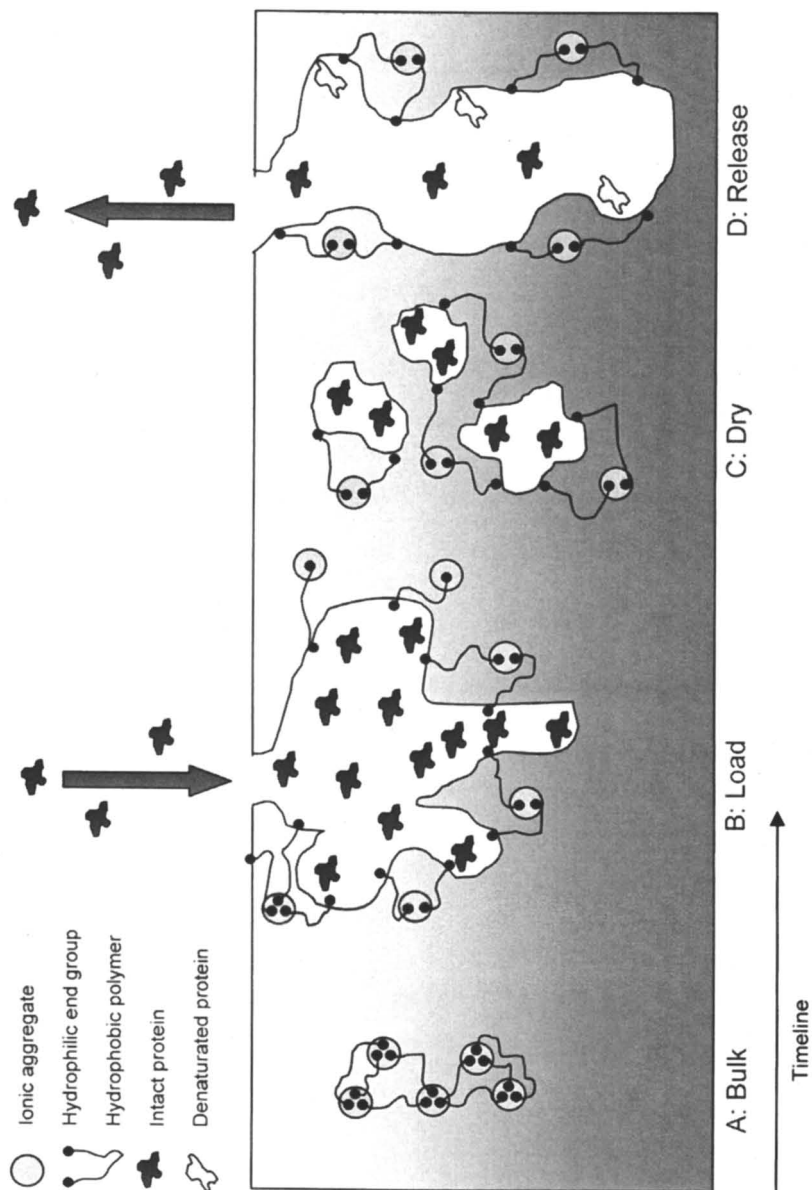 Ionic aggregate
Hydrophilic end group
Hydrophobic polymer
Intact protein
Denaturated protein
A: Bulk
B: Load
C: Dry
D: Release
Timeline